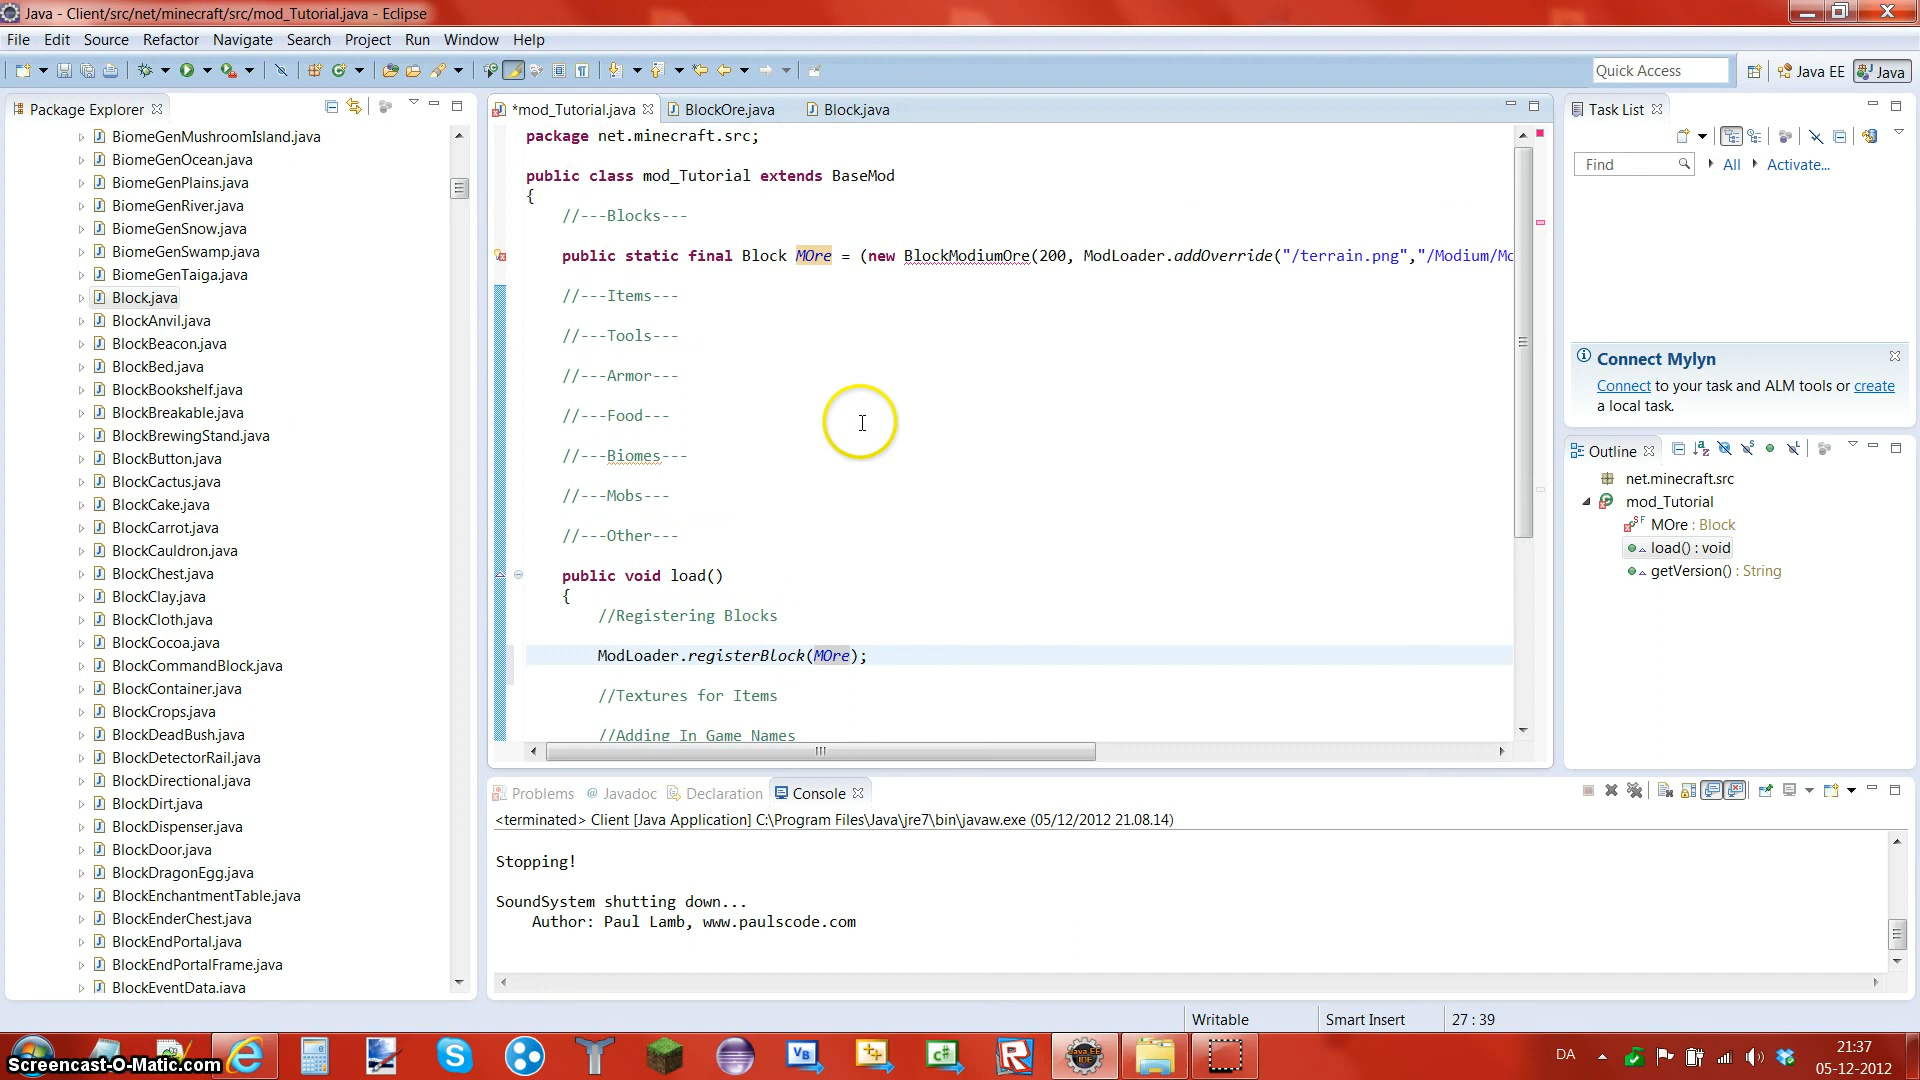 Java - Client/src/net/minecraft/src/mod_Tutorial.java - Eclipse
File Edit Source Refactor Navigate Search Project Run Window Help
Quick Access
Java EE
Java
Package Explorer
BiomeGenMushroomIsland.java
BiomeGenOcean.java
BiomeGenPlains.java
BiomeGenRiver.java
BiomeGenSnow.java
BiomeGenSwamp.java
BiomeGenTaiga.java
Block.java
BlockAnvil.java
BlockBeacon.java
BlockBed.java
BlockBookshelf.java
BlockBreakable.java
BlockBrewingStand.java
BlockButton.java
BlockCactus.java
BlockCake.java
BlockCarrot.java
BlockCauldron.java
BlockChest.java
BlockClay.java
BlockCloth.java
BlockCocoa.java
BlockCommandBlock.java
BlockContainer.java
BlockCrops.java
BlockDeadBush.java
BlockDetectorRail.java
BlockDirectional.java
BlockDirt.java
BlockDispenser.java
BlockDoor.java
BlockDragonEgg.java
BlockEnchantmentTable.java
BlockEnderChest.java
BlockEndPortal.java
BlockEndPortalFrame.java
BlockEventData.java
*mod_Tutorial.java BlockOre.java Block.java
package net.minecraft.src;
public class mod_Tutorial extends BaseMod
{
//---Blocks---
public static final Block MOre = (new BlockModiumOre(200, ModLoader.addOverride("/terrain.png","/Modium/Mo
//---Items---
//---Tools---
//---Armor---
//---Food---
//---Biomes---
//---Mobs---
//---Other---
public void load()
{
//Registering Blocks
ModLoader.registerBlock(MOre);
//Textures for Items
//Adding In Game Names
Task List
Find
All
Activate...
Connect Mylyn
Connect to your task and ALM tools or create
a local task.
Outline
net.minecraft.src
mod_Tutorial
MOre : Block
load() : void
getVersion() : String
Problems Javadoc Declaration Console
<terminated> Client [Java Application] C:\Program Files\Java\jre7\bin\javaw.exe (05/12/2012 21.08.14)
Stopping!
SoundSystem shutting down...
Author: Paul Lamb, www.paulscode.com
Writable
Smart Insert
27 : 39
Screencast-O-Matic.com
DA
21:37
05-12-2012